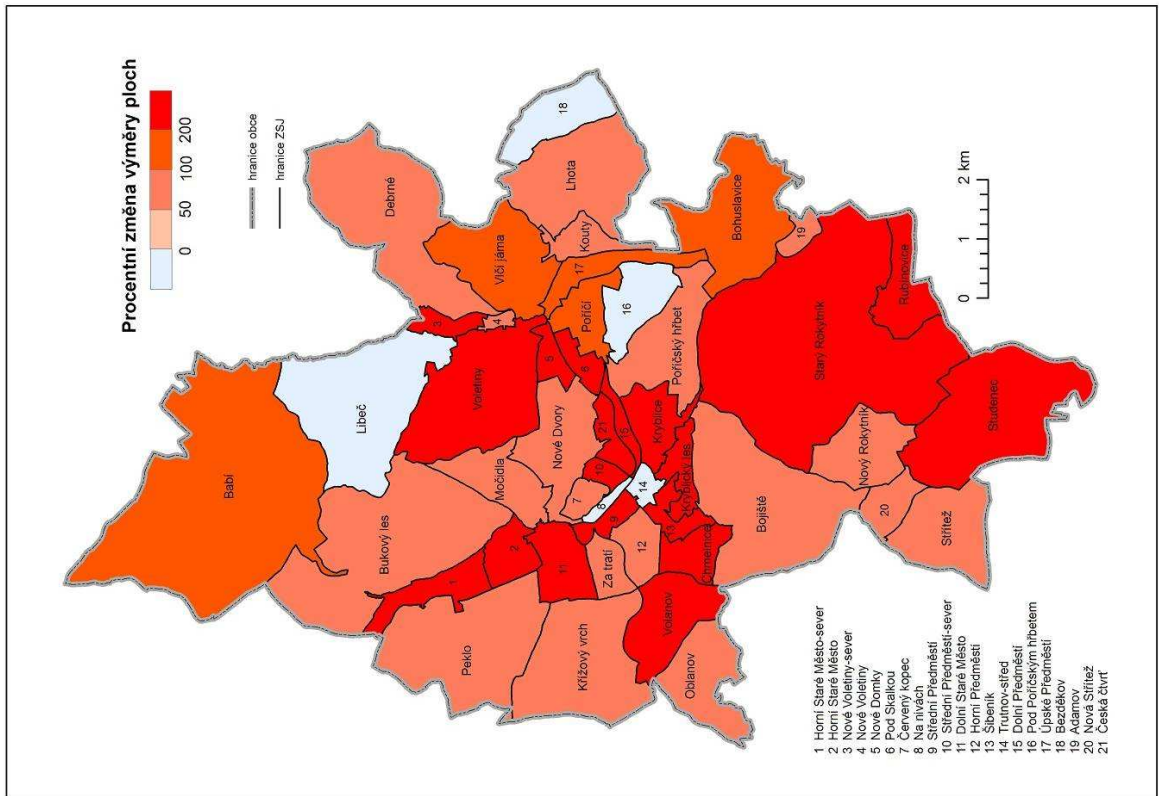 Procentní změna výměry ploch
0 50 100 200
hranice obce
hranice ZSJ
Babí
Libeč
Debrné
18
Lhota
Vlčí jáma
Kouty
3
4
17
Bukový les
Voletiny
Poříčí
16
Bohuslavice
19
5
6
Močidla
Nové Dvory
21
15
Poříčský hřbet
1
2
10
7
8
Kryblice
Starý Rokytník
Rubínovice
Peklo
11
9
14
Kryblický les
13
Za tratí
12
Bojiště
Nový Rokytník
Studenec
Křížový vrch
Chmelnice
20
Střítež
Volanov
Oblanov
0 1 2 km
1 Horní Staré Město-sever
2 Horní Staré Město
3 Nové Voletiny-sever
4 Nové Voletiny
5 Nové Domky
6 Pod Skalkou
7 Červený kopec
8 Na nivách
9 Střední Předměstí
10 Střední Předměstí-sever
11 Dolní Staré Město
12 Horní Předměstí
13 Šibeník
14 Trutnov-střed
15 Dolní Předměstí
16 Pod Poříčským hřbetem
17 Úpské Předměstí
18 Bezděkov
19 Adamov
20 Nová Střítež
21 Česká čtvrť